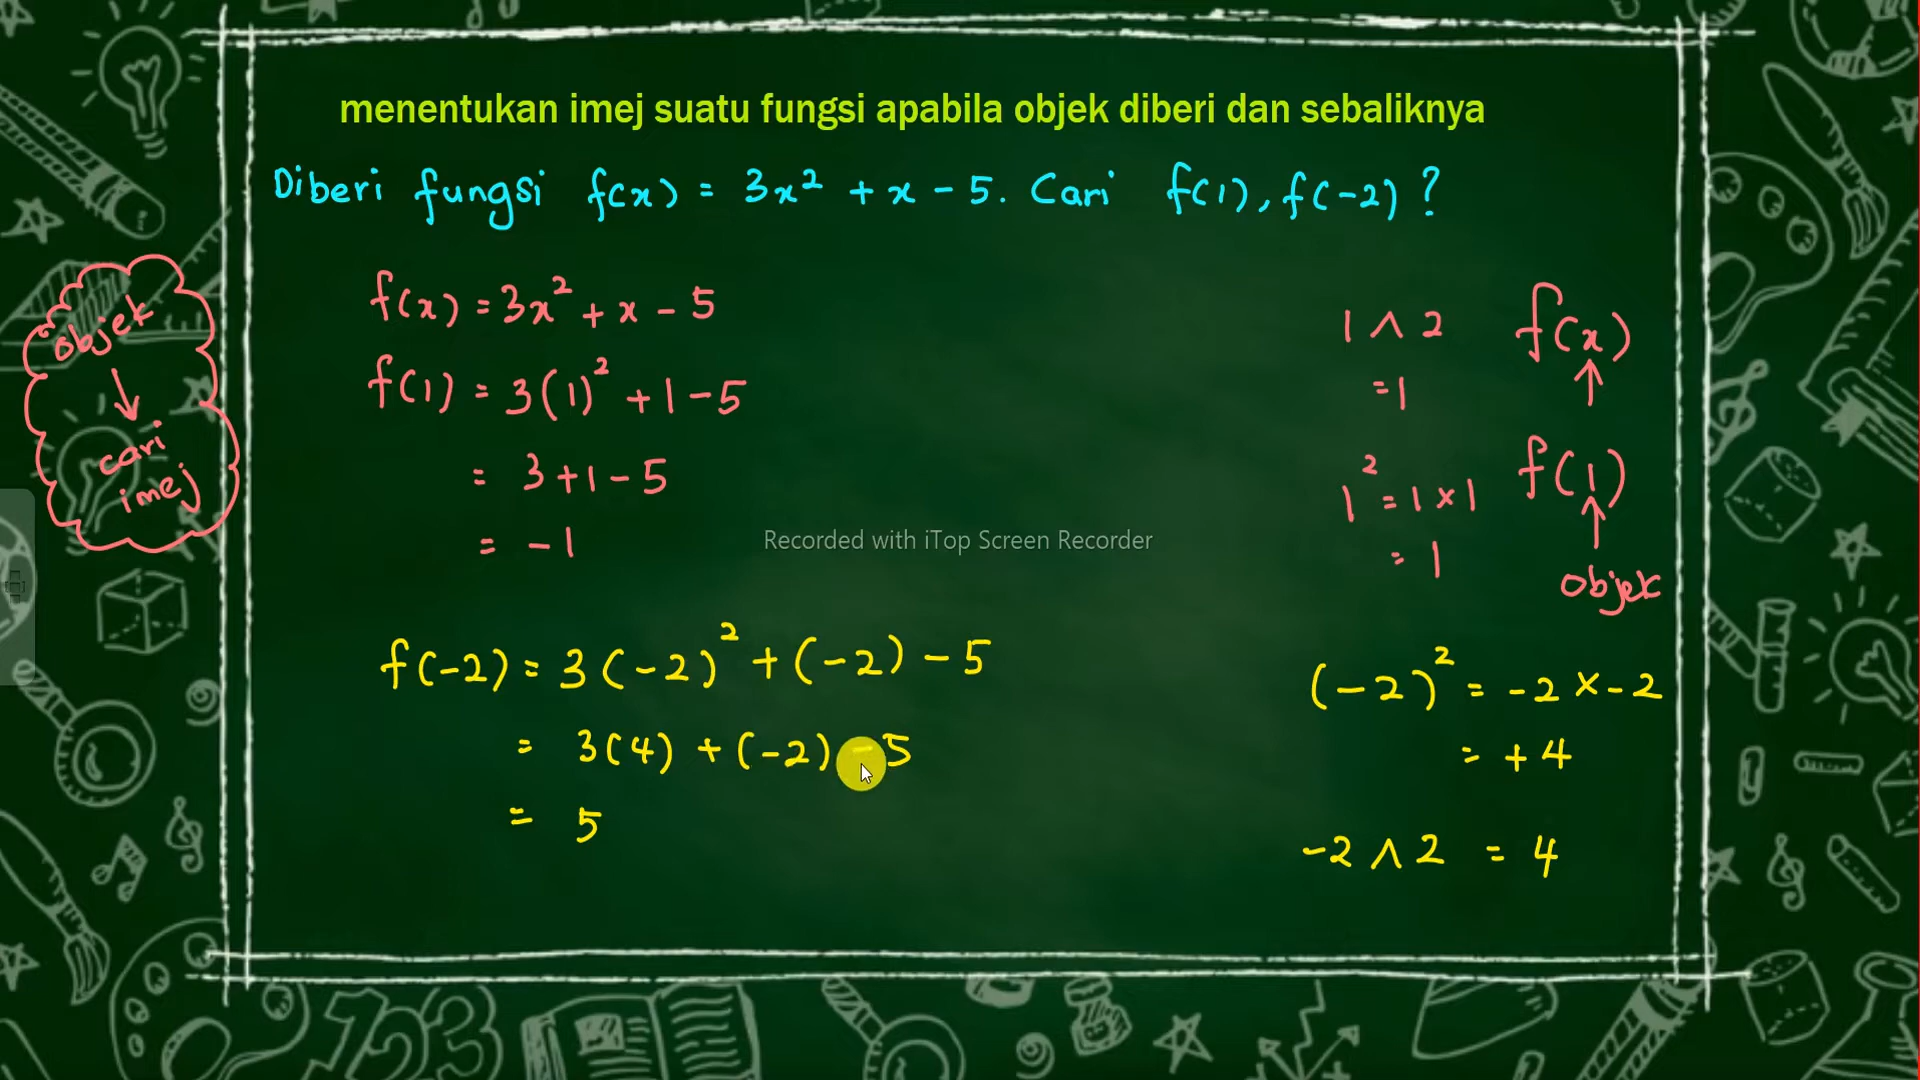 menentukan imej suatu fungsi apabila objek diberi dan sebaliknya
Diberi fungsi f(x) = 3x² + x - 5. Cari f(1), f(-2) ?
objek
↓
cari
imej
f(x) = 3x² + x - 5
f(1) = 3(1)² + 1 - 5
= 3 + 1 - 5
= -1
1 ^ 2
= 1
1² = 1 × 1
= 1
f(x)
↑
f(1)
↑
objek
Recorded with iTop Screen Recorder
f(-2) = 3(-2)² + (-2) - 5
= 3(4) + (-2) - 5
= 5
(-2)² = -2 × -2
= +4
-2 ^ 2 = 4